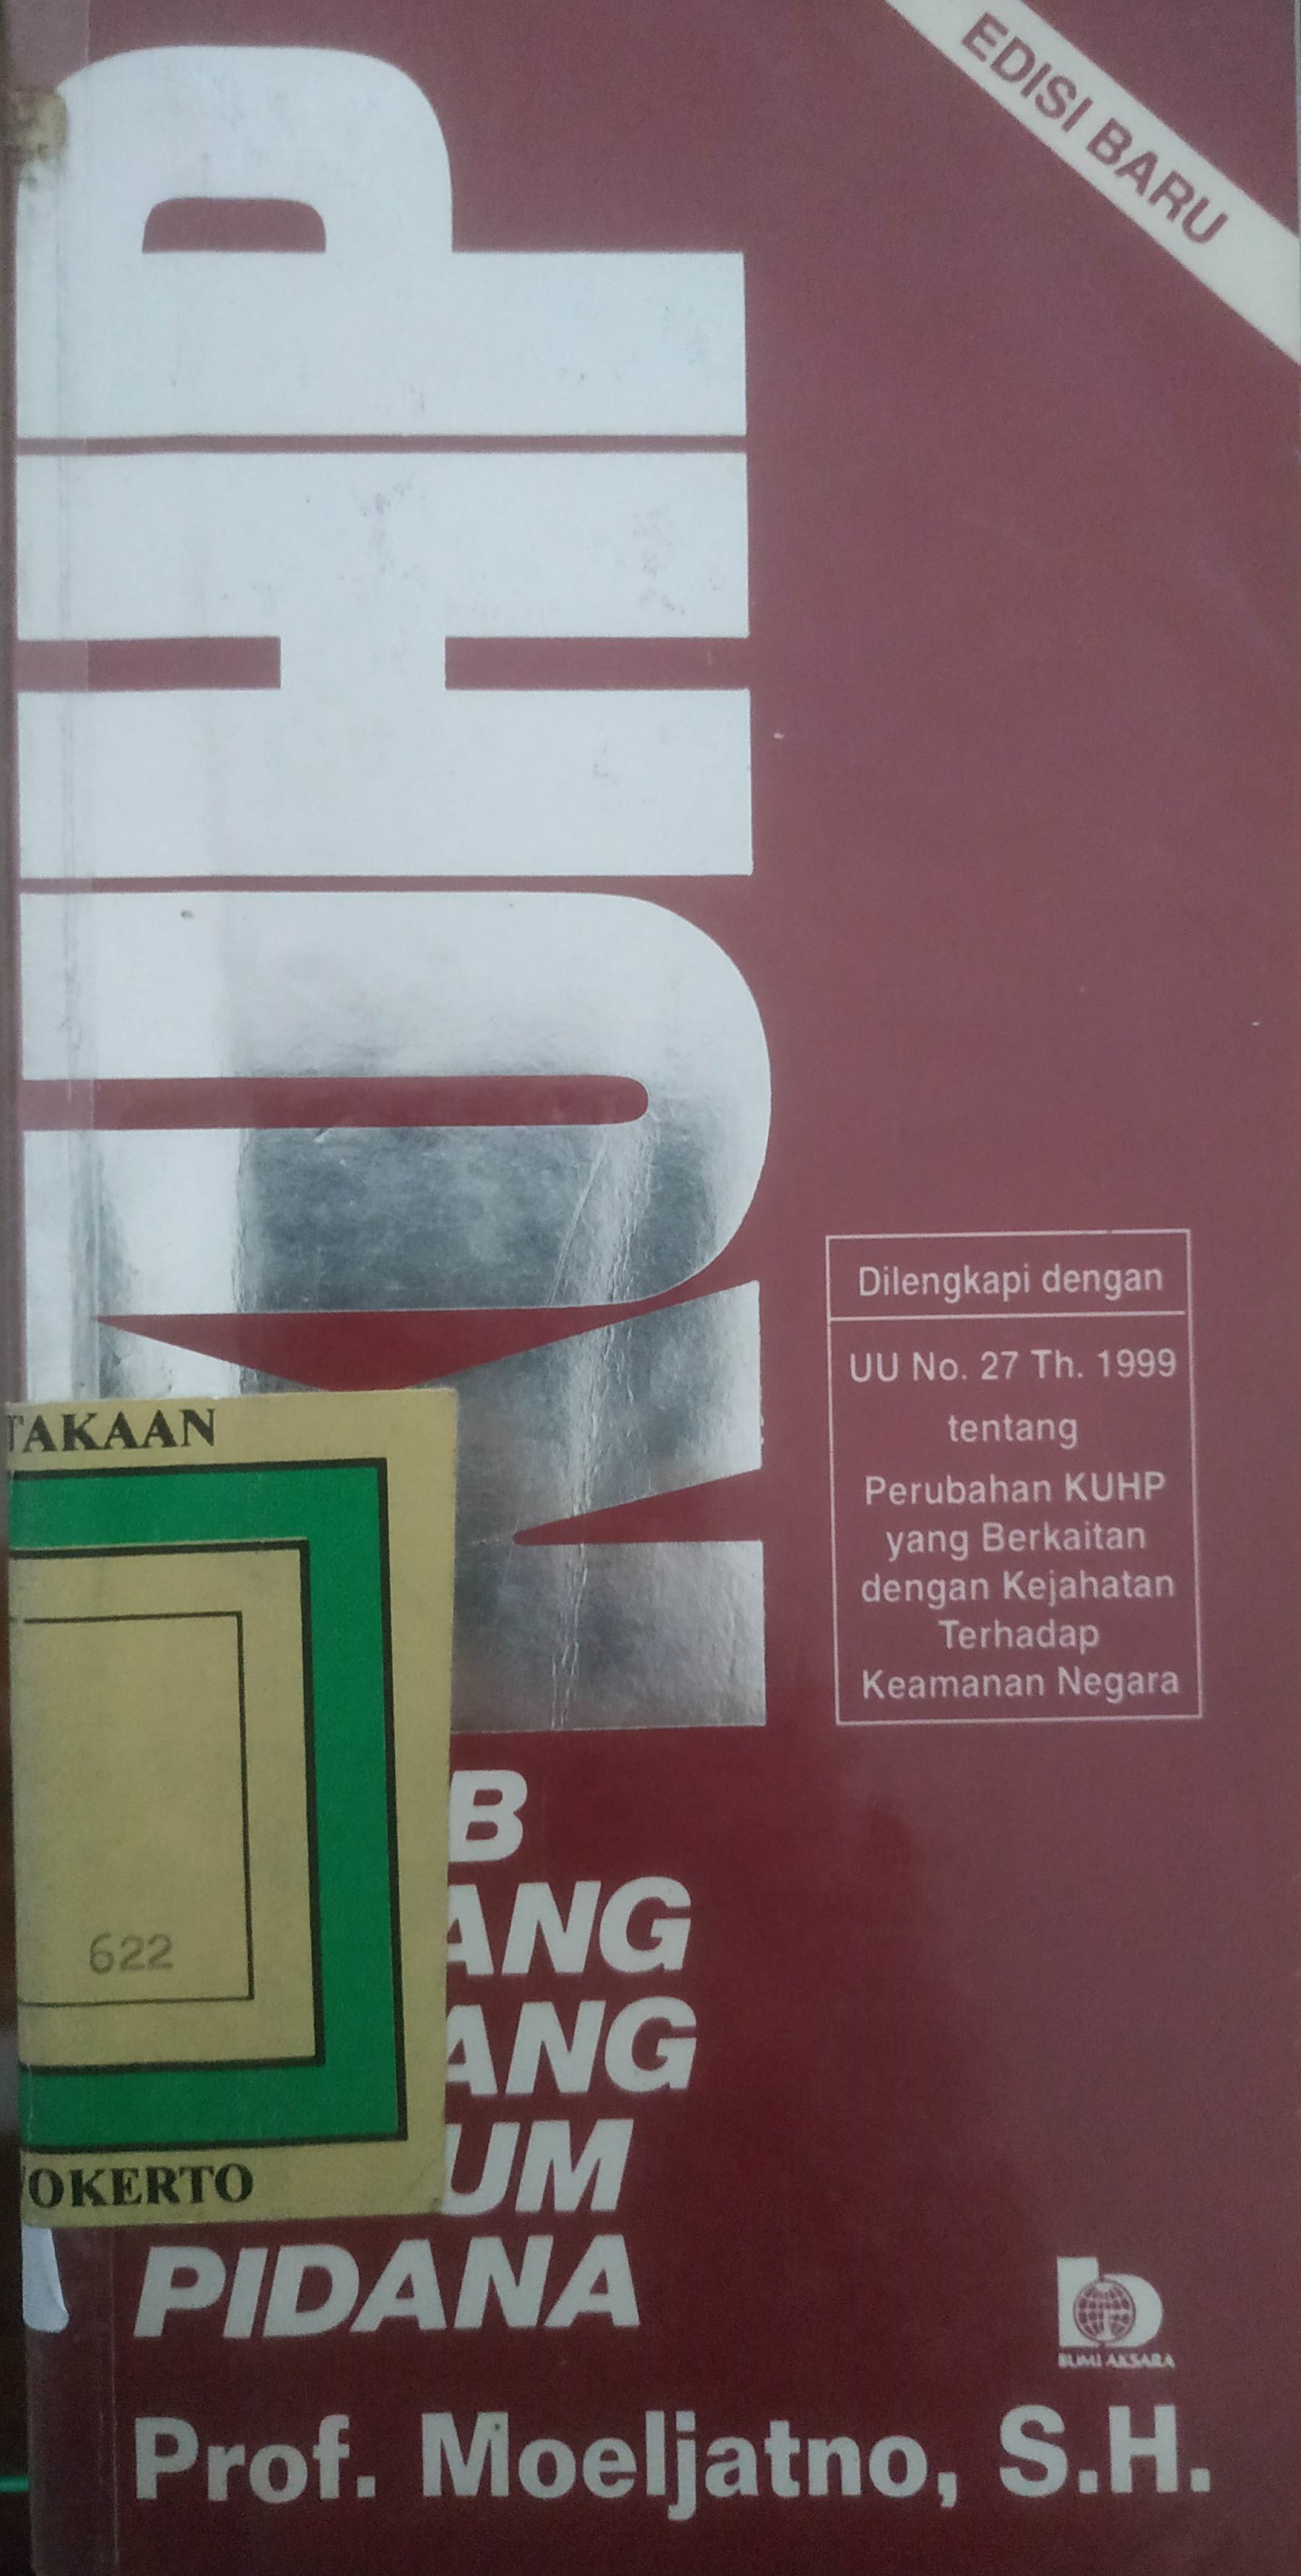 EDISI BARU
KUHP
Dilengkapi dengan
UU No. 27 Th. 1999
tentang
Perubahan KUHP
yang Berkaitan
dengan Kejahatan
Terhadap
Keamanan Negara
TAKAAN
622
OKERTO
B
ANG
ANG
UM
PIDANA
BUMI AKSARA
Prof. Moeljatno, S.H.